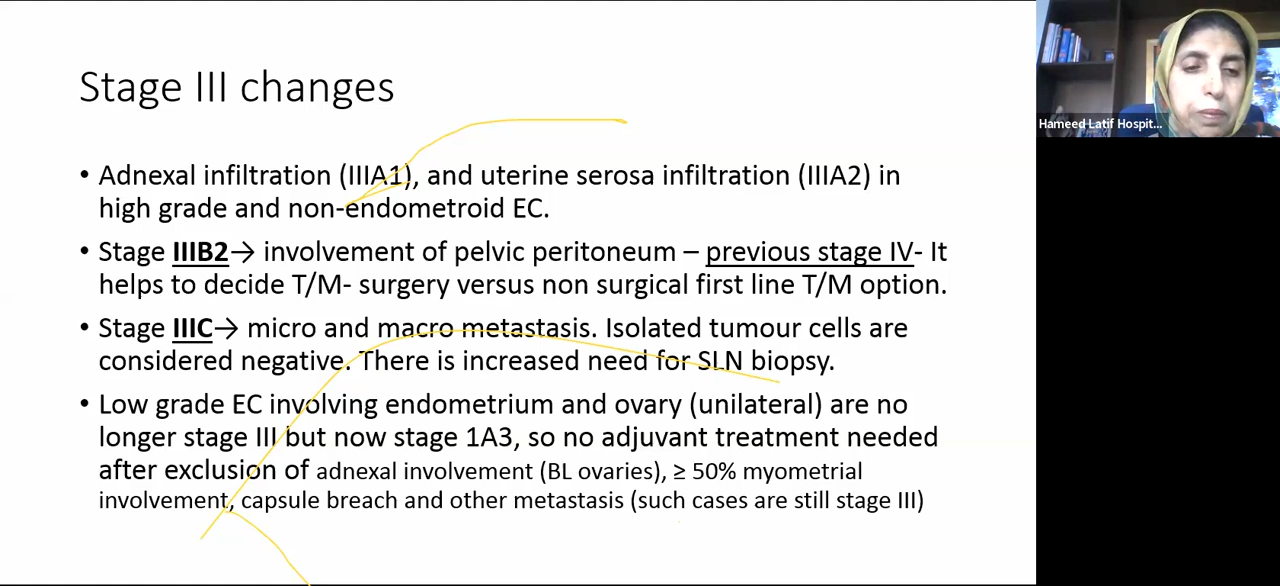 Stage III changes
• Adnexal infiltration (IIIA1), and uterine serosa infiltration (IIIA2) in
high grade and non-endometroid EC.
• Stage IIIB2→ involvement of pelvic peritoneum – previous stage IV- It
helps to decide T/M- surgery versus non surgical first line T/M option.
• Stage IIIC→ micro and macro metastasis. Isolated tumour cells are
considered negative. There is increased need for SLN biopsy.
• Low grade EC involving endometrium and ovary (unilateral) are no
longer stage III but now stage 1A3, so no adjuvant treatment needed
after exclusion of adnexal involvement (BL ovaries), ≥ 50% myometrial
involvement, capsule breach and other metastasis (such cases are still stage III)
Hameed Latif Hospit...